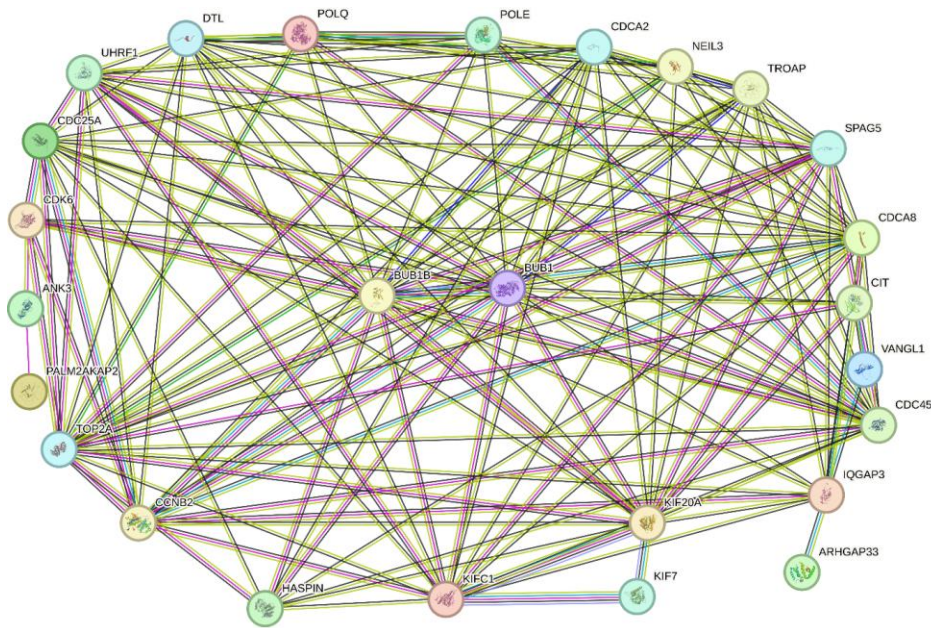 DTL
POLQ
POLE
CDCA2
UHRF1
NEIL3
TROAP
CDC25A
SPAG5
CDK6
CDCA8
BUB1B
BUB1
CIT
ANK3
VANGL1
PALM2AKAP2
CDC45
TOP2A
IQGAP3
CCNB2
KIF20A
ARHGAP33
HASPIN
KIFC1
KIF7